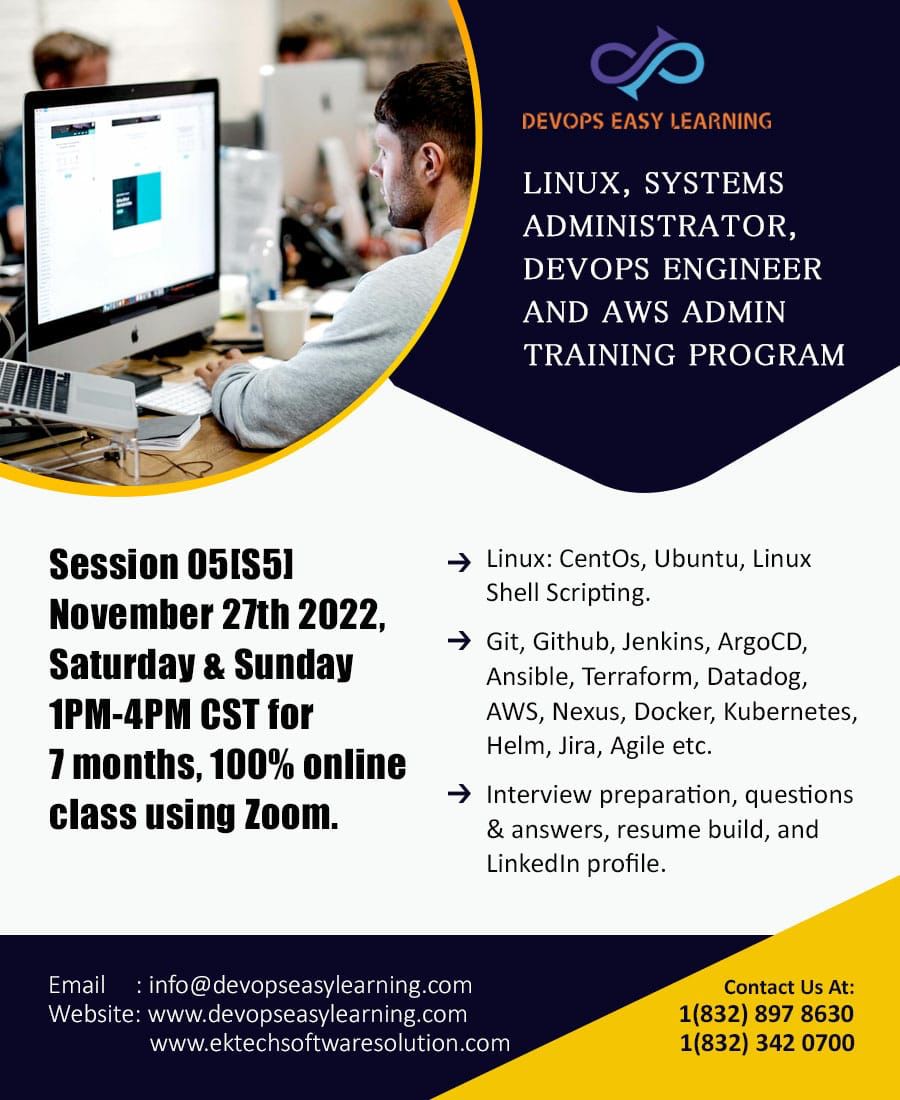 DEVOPS EASY LEARNING
LINUX, SYSTEMS
ADMINISTRATOR,
DEVOPS ENGINEER
AND AWS ADMIN
TRAINING PROGRAM
Session 05[S5]
November 27th 2022,
Saturday & Sunday
1PM-4PM CST for
7 months, 100% online
class using Zoom.
Linux: CentOs, Ubuntu, Linux
Shell Scripting.
Git, Github, Jenkins, ArgoCD,
Ansible, Terraform, Datadog,
AWS, Nexus, Docker, Kubernetes,
Helm, Jira, Agile etc.
Interview preparation, questions
& answers, resume build, and
LinkedIn profile.
Email : info@devopseasylearning.com
Website: www.devopseasylearning.com
www.ektechsoftwaresolution.com
Contact Us At:
1(832) 897 8630
1(832) 342 0700